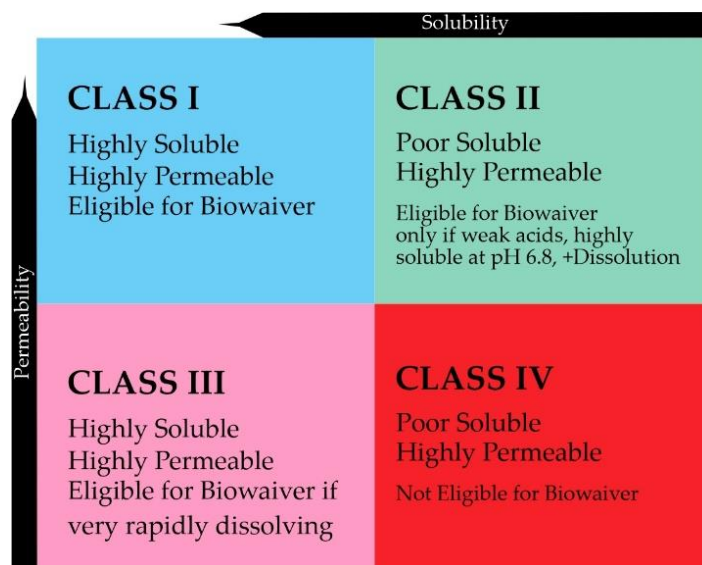 Solubility
Permeability
CLASS I
Highly Soluble
Highly Permeable
Eligible for Biowaiver
CLASS II
Poor Soluble
Highly Permeable
Eligible for Biowaiver
only if weak acids, highly
soluble at pH 6.8, +Dissolution
CLASS III
Highly Soluble
Highly Permeable
Eligible for Biowaiver if
very rapidly dissolving
CLASS IV
Poor Soluble
Highly Permeable
Not Eligible for Biowaiver